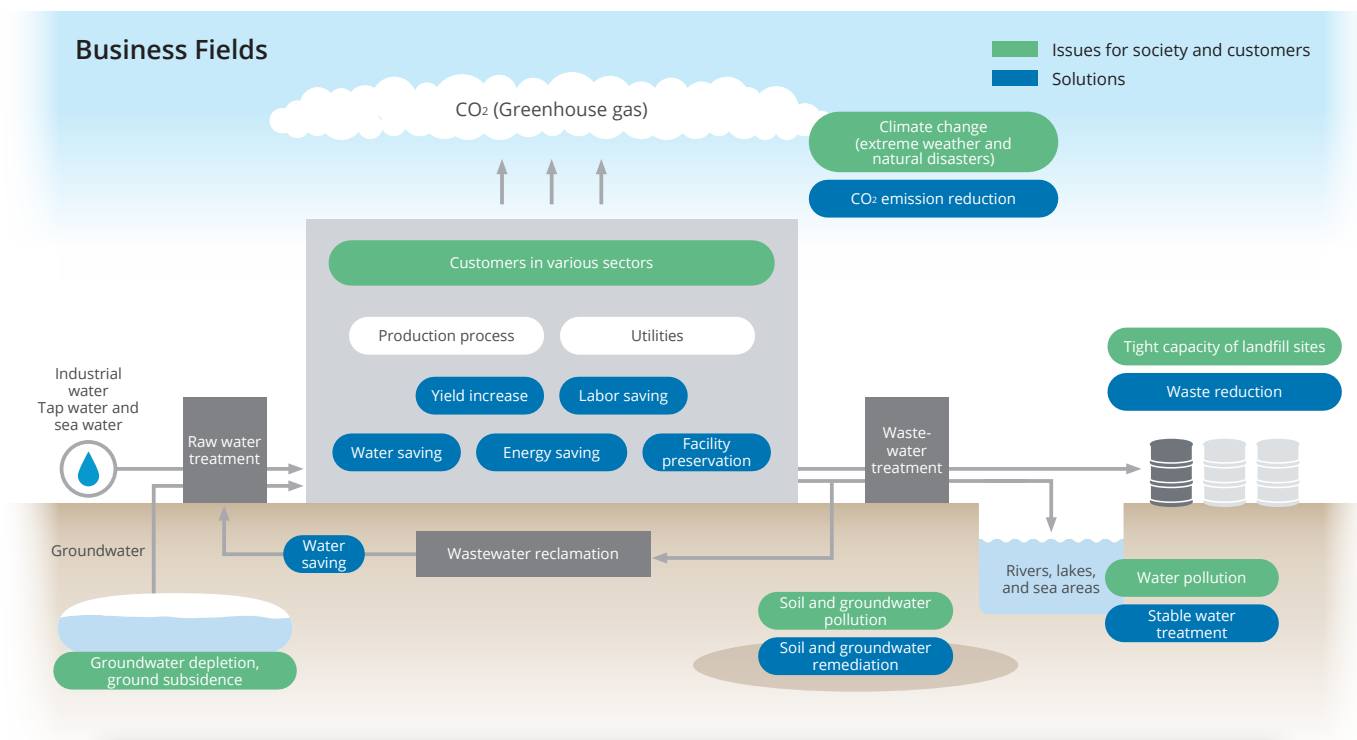 Business Fields
Issues for society and customers
Solutions
CO2 (Greenhouse gas)
Climate change
(extreme weather and
natural disasters)
CO2 emission reduction
Customers in various sectors
Production process
Utilities
Yield increase
Labor saving
Water saving
Energy saving
Facility
preservation
Industrial
water
Tap water and
sea water
Raw water
treatment
Waste-
water
treatment
Tight capacity of landfill sites
Waste reduction
Groundwater
Water
saving
Wastewater reclamation
Rivers, lakes,
and sea areas
Water pollution
Stable water
treatment
Soil and groundwater
pollution
Soil and groundwater
remediation
Groundwater depletion,
ground subsidence